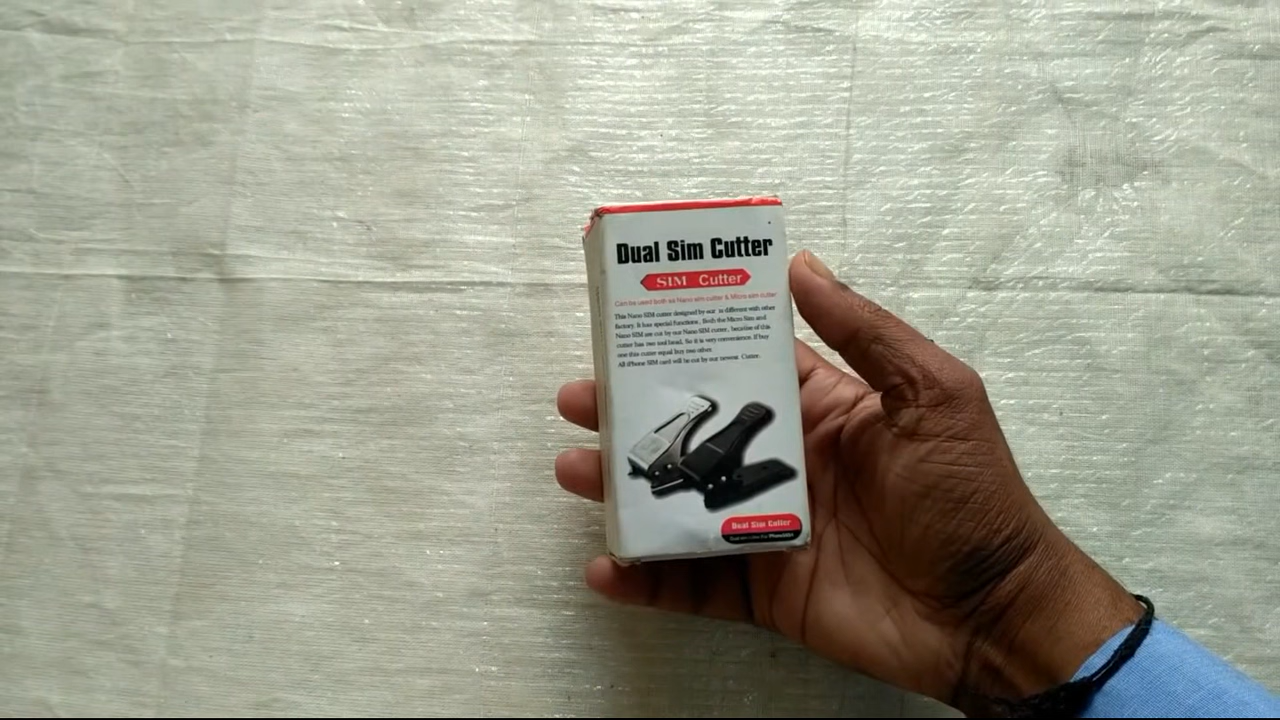 Dual Sim Cutter
SIM Cutter
Can be used both as Nano sim cutter & Micro sim cutter
This Nano SIM cutter designed by our is different with other
factory. It has special functions, Both the Micro Sim and
Nano SIM are cut by our Nano SIM cutter, because of this
cutter has two tool head. So it is very convenience. If buy
one this cutter equal buy two other.
All iPhone SIM card will be cut by our newest Cutter.
Dual Sim Cutter